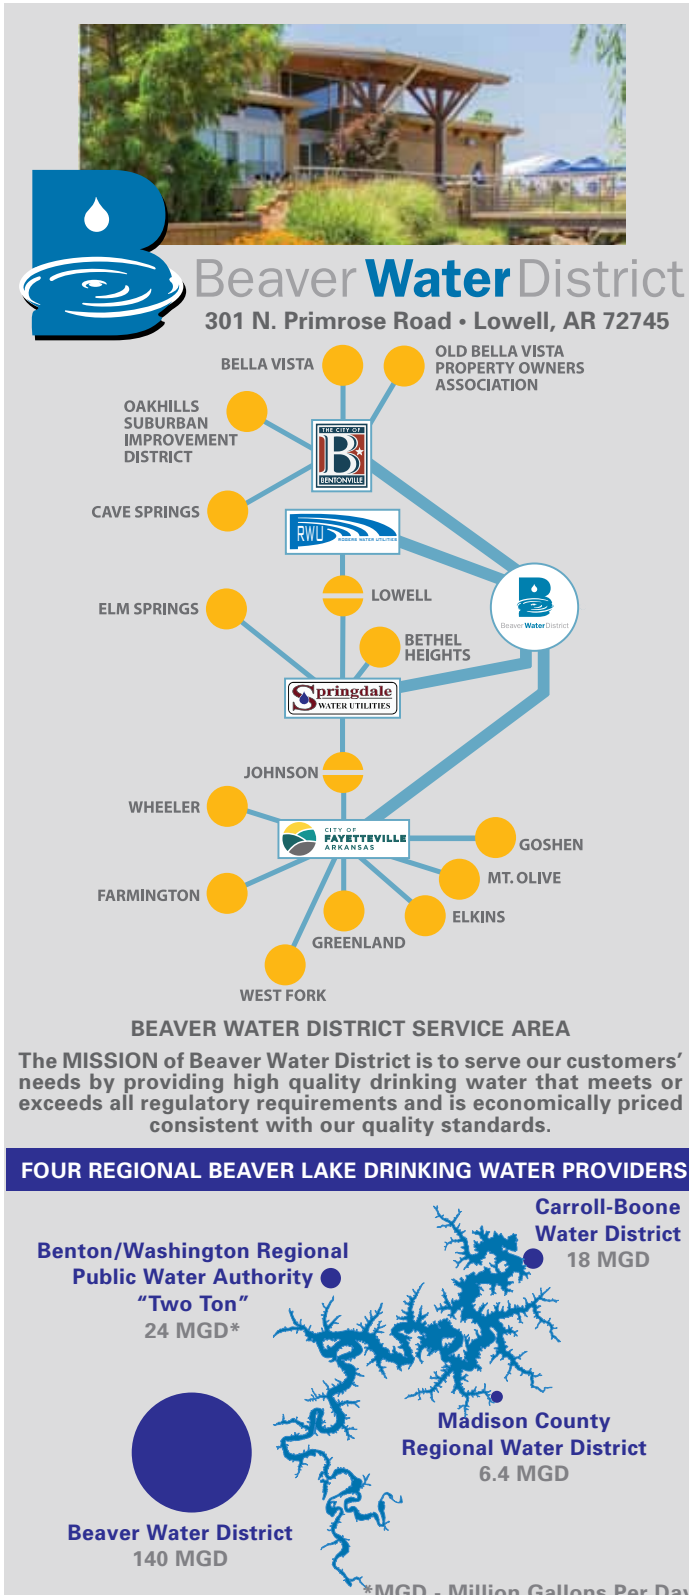 Beaver Water District
301 N. Primrose Road • Lowell, AR 72745
BELLA VISTA
OLD BELLA VISTA
PROPERTY OWNERS
ASSOCIATION
OAKHILLS
SUBURBAN
IMPROVEMENT
DISTRICT
THE CITY OF
B
BENTONVILLE
CAVE SPRINGS
RWU
ROGERS WATER UTILITIES
LOWELL
ELM SPRINGS
Beaver Water District
BETHEL
HEIGHTS
Springdale
WATER UTILITIES
JOHNSON
WHEELER
CITY OF
FAYETTEVILLE
ARKANSAS
GOSHEN
MT. OLIVE
FARMINGTON
ELKINS
GREENLAND
WEST FORK
BEAVER WATER DISTRICT SERVICE AREA
The MISSION of Beaver Water District is to serve our customers’
needs by providing high quality drinking water that meets or
exceeds all regulatory requirements and is economically priced
consistent with our quality standards.
FOUR REGIONAL BEAVER LAKE DRINKING WATER PROVIDERS
Carroll-Boone
Water District
18 MGD
Benton/Washington Regional
Public Water Authority
“Two Ton”
24 MGD*
Madison County
Regional Water District
6.4 MGD
Beaver Water District
140 MGD
*MGD - Million Gallons Per Day